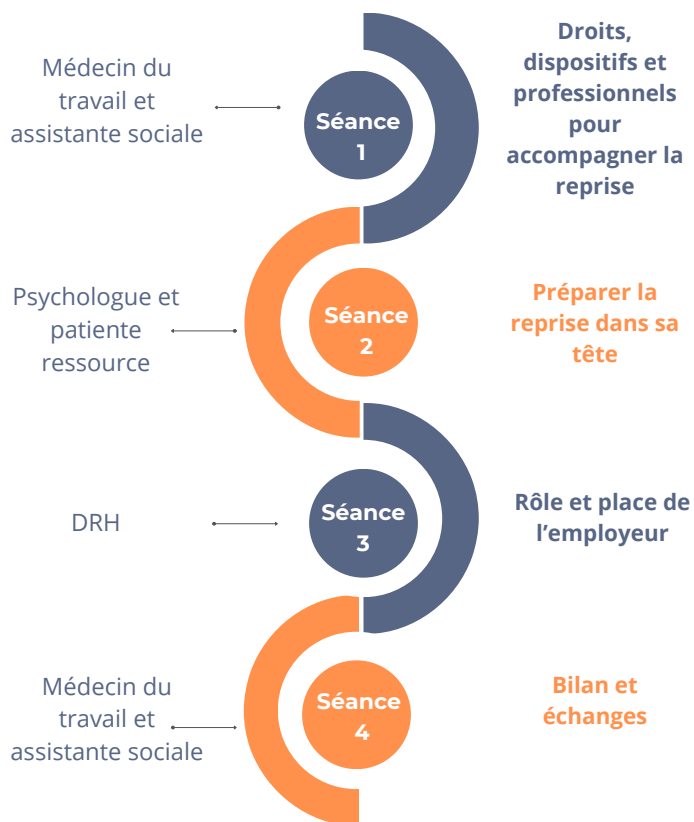 Médecin du
travail et
assistante sociale
Séance
1
Droits,
dispositifs et
professionnels
pour
accompagner la
reprise
Psychologue et
patiente
ressource
Séance
2
Préparer la
reprise dans sa
tête
DRH
Séance
3
Rôle et place de
l’employeur
Médecin du
travail et
assistante sociale
Séance
4
Bilan et
échanges